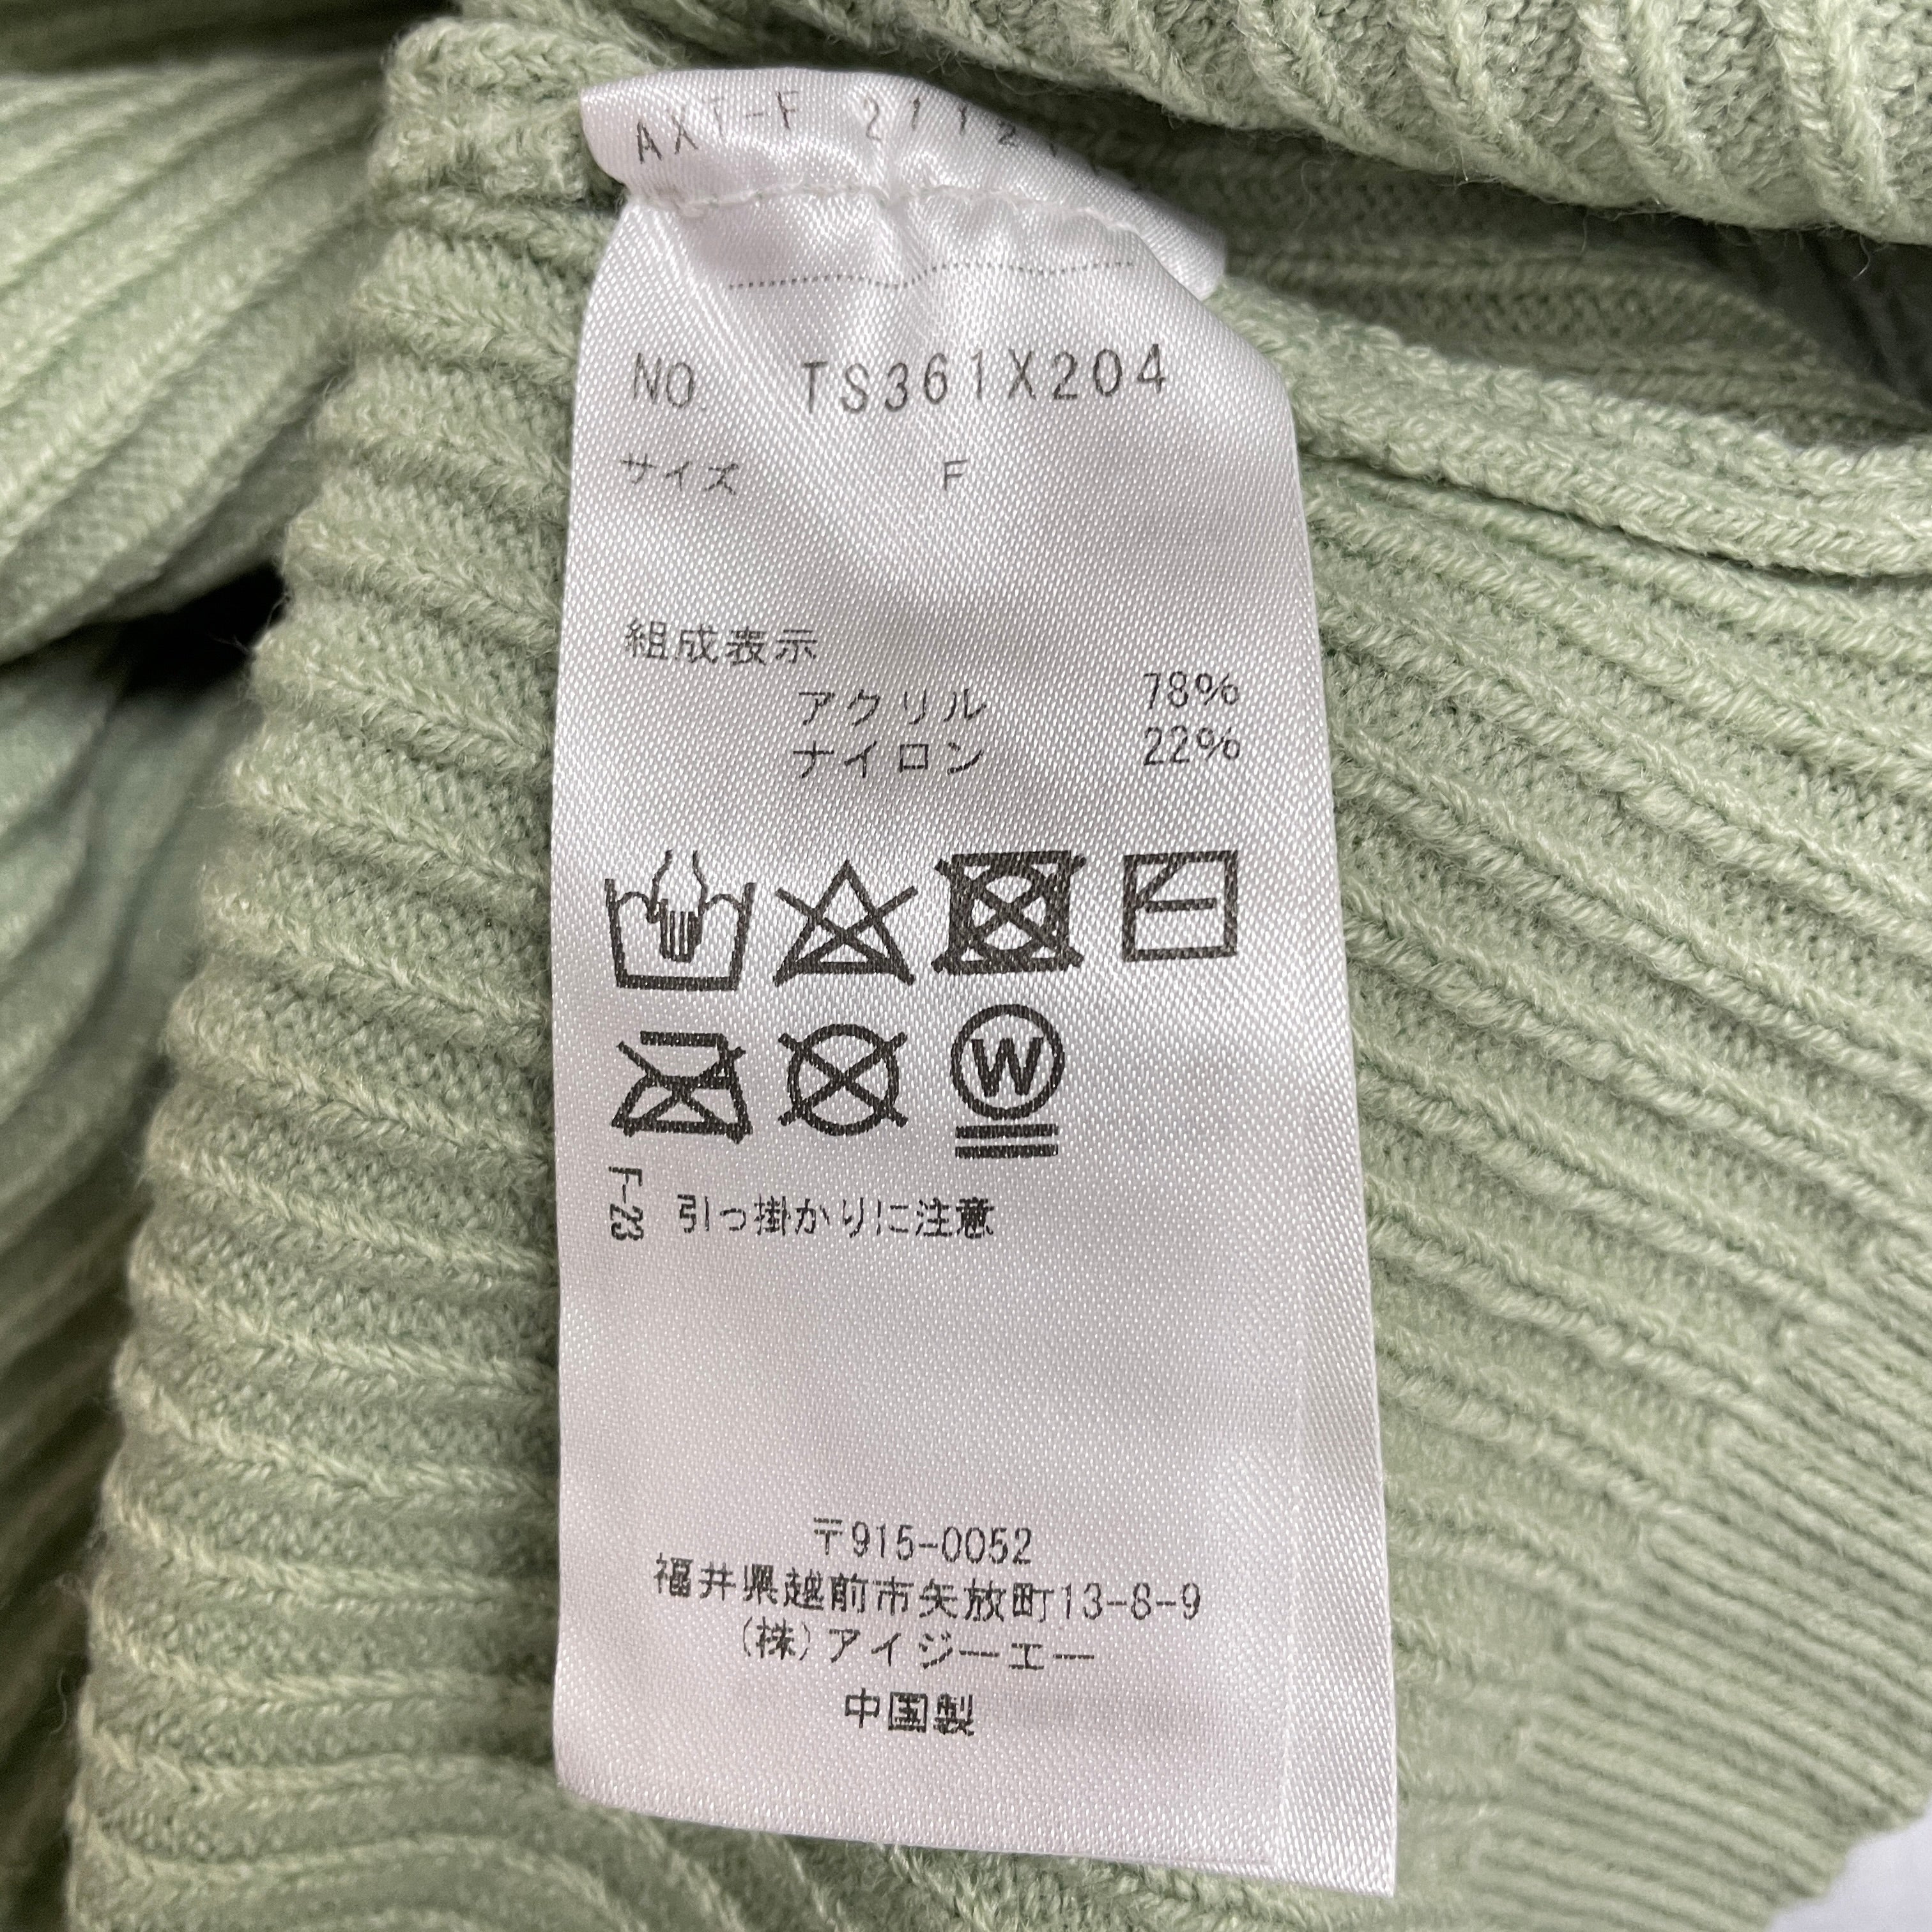 AXT-F 2112
NO. TS361X204
サイズ F
組成表示
アクリル 78%
ナイロン 22%
W
F-23 引っ掛かりに注意
〒915-0052
福井県越前市矢放町13-8-9
(株)アイジーエー
中国製